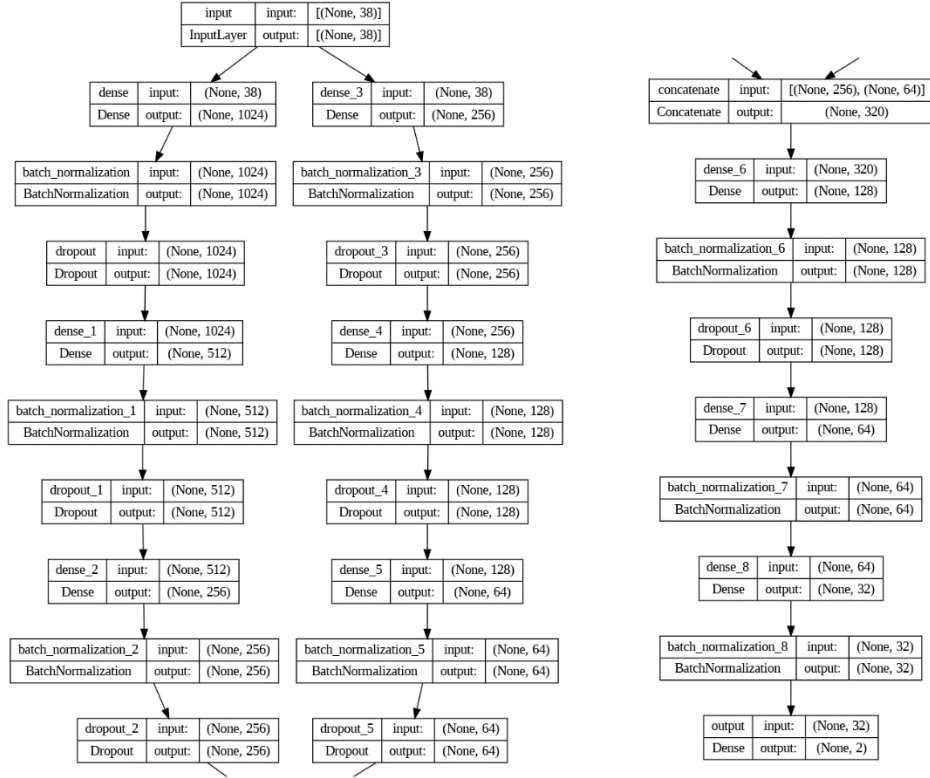 input input: [(None, 38)]
InputLayer output: [(None, 38)]
dense input: (None, 38)
Dense output: (None, 1024)
batch_normalization input: (None, 1024)
BatchNormalization output: (None, 1024)
dropout input: (None, 1024)
Dropout output: (None, 1024)
dense_1 input: (None, 1024)
Dense output: (None, 512)
batch_normalization_1 input: (None, 512)
BatchNormalization output: (None, 512)
dropout_1 input: (None, 512)
Dropout output: (None, 512)
dense_2 input: (None, 512)
Dense output: (None, 256)
batch_normalization_2 input: (None, 256)
BatchNormalization output: (None, 256)
dropout_2 input: (None, 256)
Dropout output: (None, 256)
dense_3 input: (None, 38)
Dense output: (None, 256)
batch_normalization_3 input: (None, 256)
BatchNormalization output: (None, 256)
dropout_3 input: (None, 256)
Dropout output: (None, 256)
dense_4 input: (None, 256)
Dense output: (None, 128)
batch_normalization_4 input: (None, 128)
BatchNormalization output: (None, 128)
dropout_4 input: (None, 128)
Dropout output: (None, 128)
dense_5 input: (None, 128)
Dense output: (None, 64)
batch_normalization_5 input: (None, 64)
BatchNormalization output: (None, 64)
dropout_5 input: (None, 64)
Dropout output: (None, 64)
concatenate input: [(None, 256), (None, 64)]
Concatenate output: (None, 320)
dense_6 input: (None, 320)
Dense output: (None, 128)
batch_normalization_6 input: (None, 128)
BatchNormalization output: (None, 128)
dropout_6 input: (None, 128)
Dropout output: (None, 128)
dense_7 input: (None, 128)
Dense output: (None, 64)
batch_normalization_7 input: (None, 64)
BatchNormalization output: (None, 64)
dense_8 input: (None, 64)
Dense output: (None, 32)
batch_normalization_8 input: (None, 32)
BatchNormalization output: (None, 32)
output input: (None, 32)
Dense output: (None, 2)